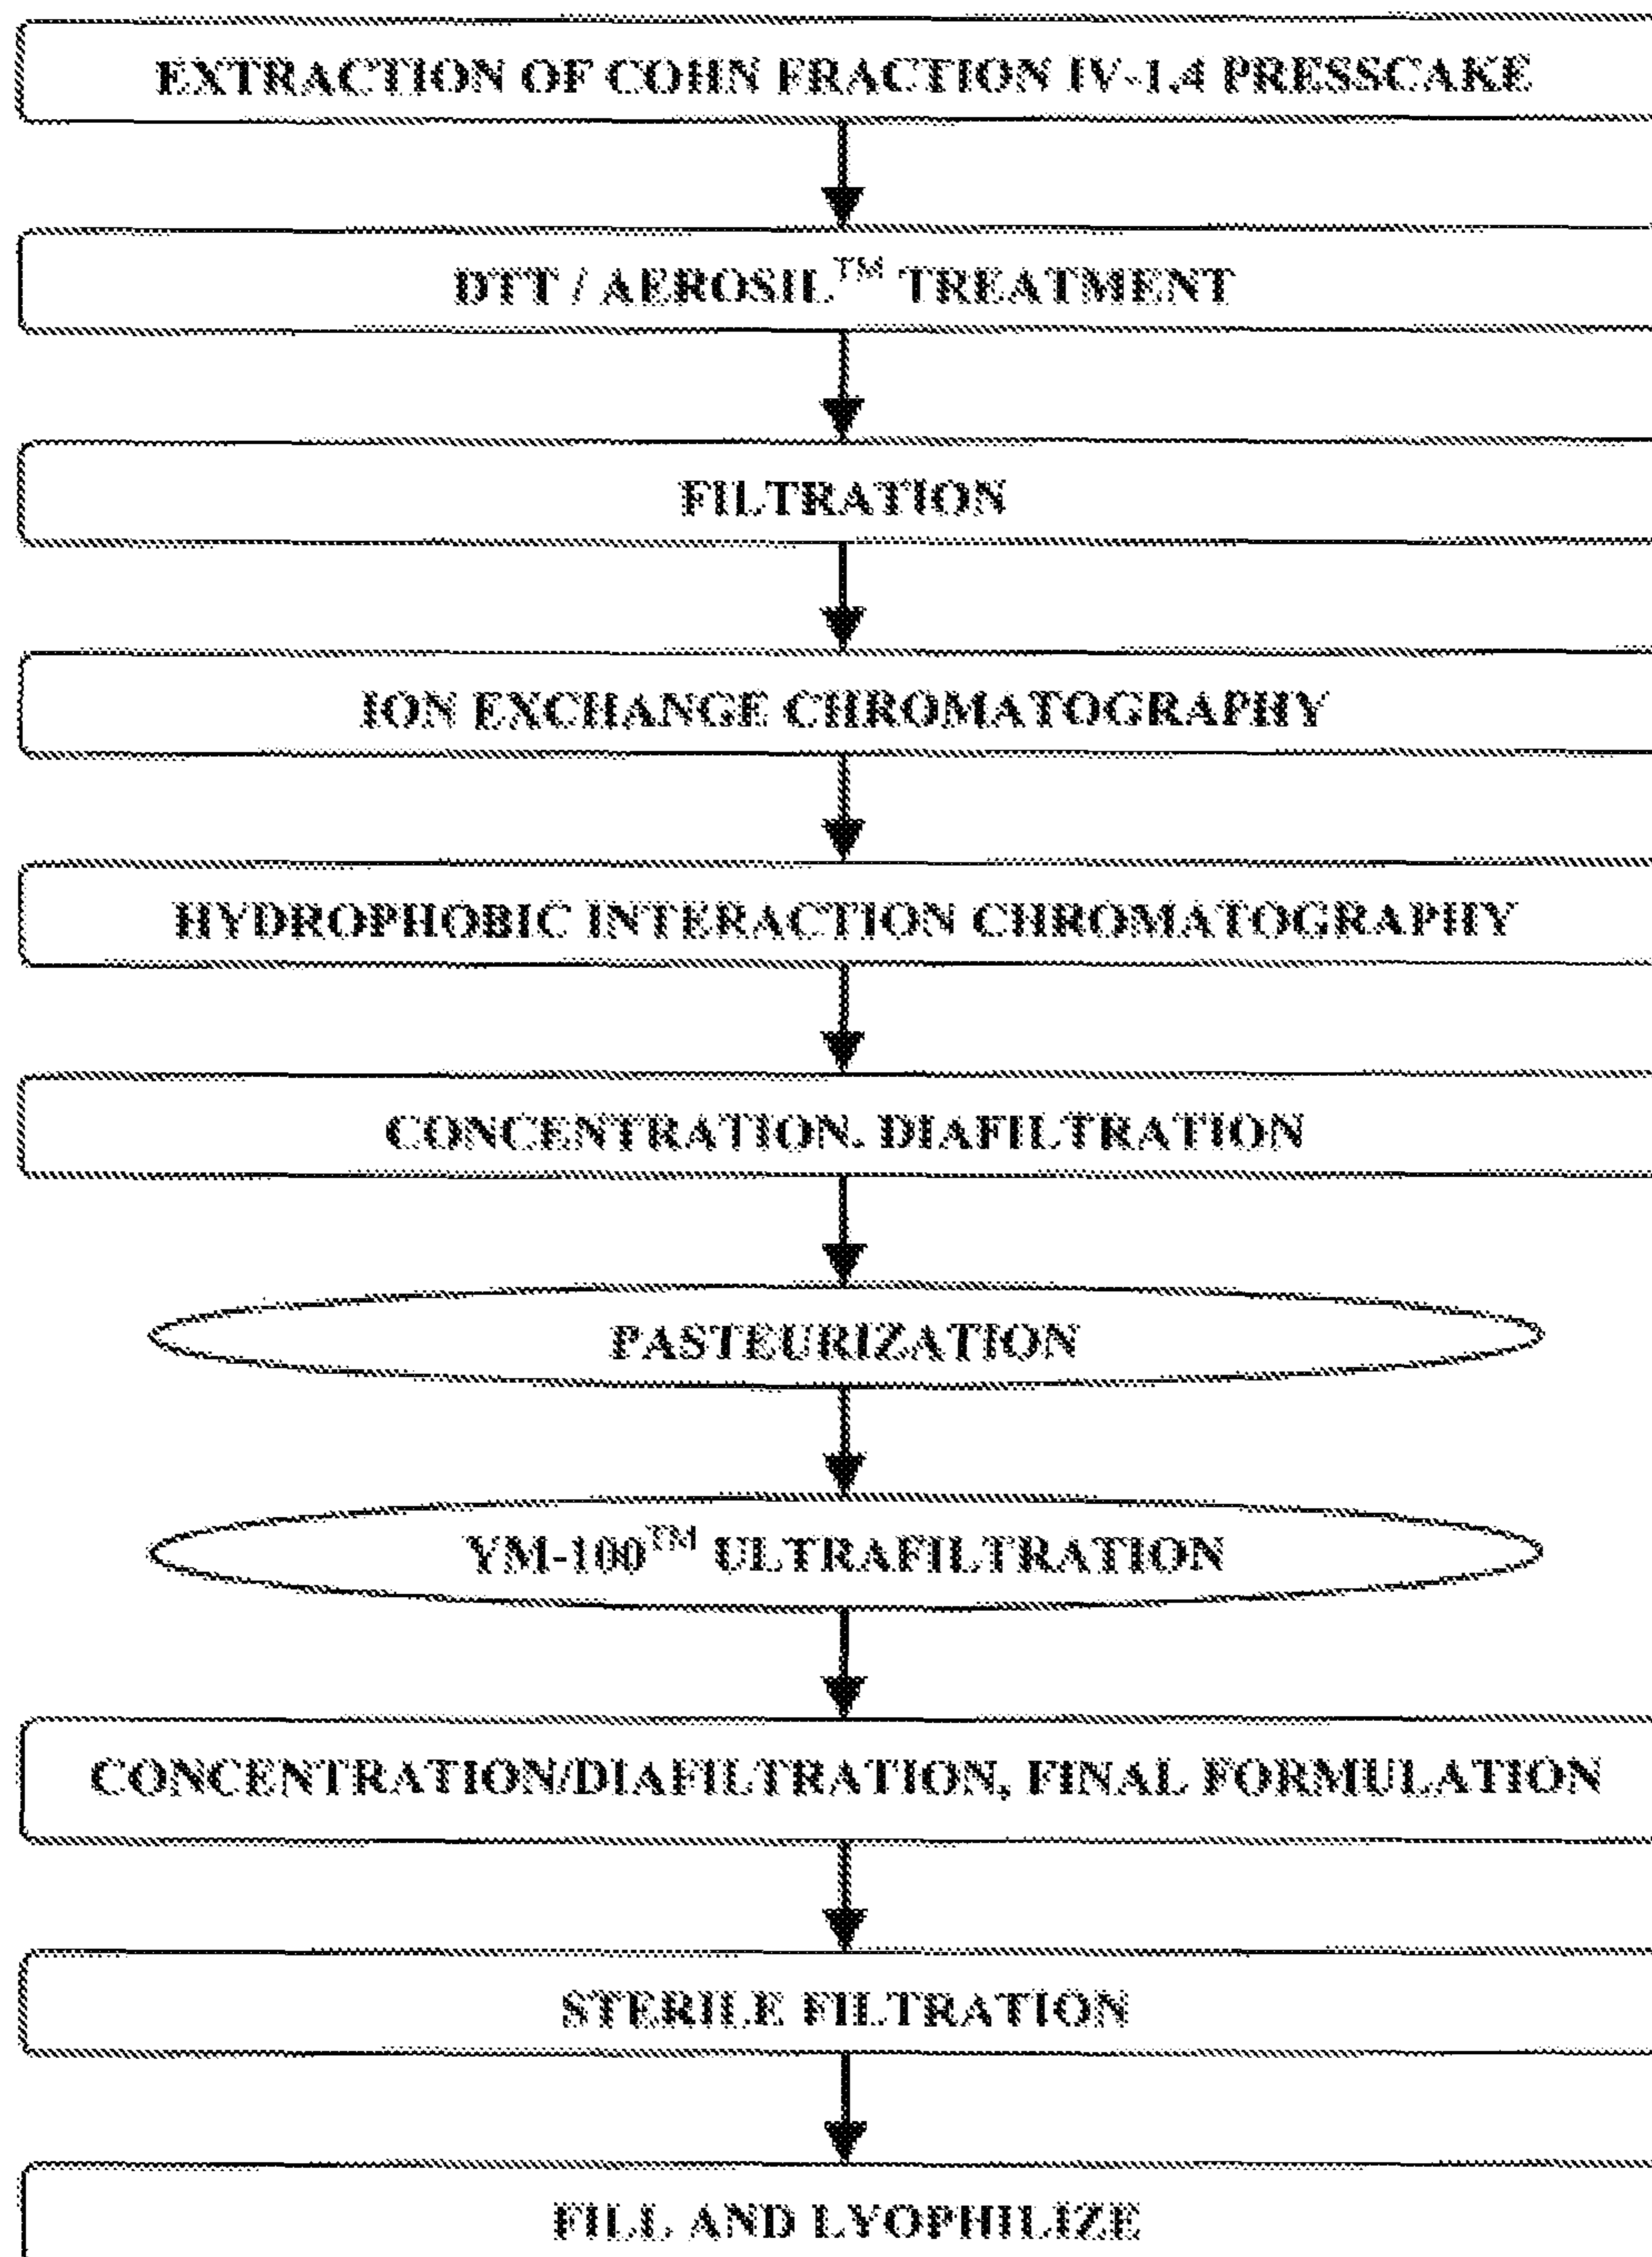 EXTRACTION OF COHN FRACTION IV-1.4 PRESSCAKE
DTT / AEROSIL™ TREATMENT
FILTRATION
ION EXCHANGE CHROMATOGRAPHY
HYDROPHOBIC INTERACTION CHROMATOGRAPHY
CONCENTRATION. DIAFILTRATION
PASTEURIZATION
YM-100™ ULTRAFILTRATION
CONCENTRATION/DIAFILTRATION, FINAL FORMULATION
STERILE FILTRATION
FILL AND LYOPHILIZE